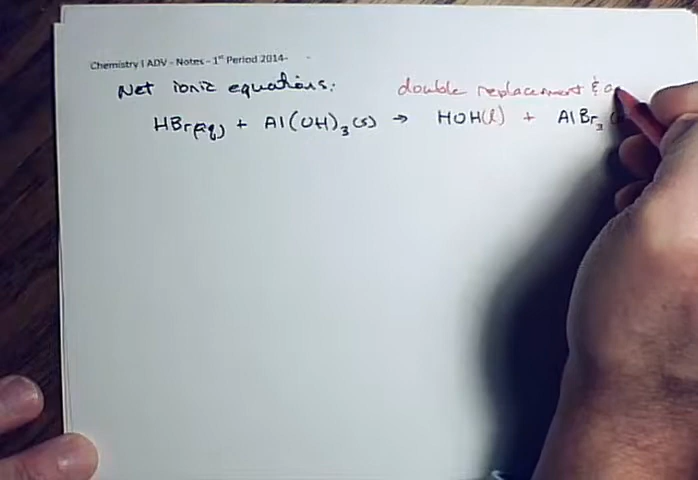 Chemistry I ADV - Notes - 1st Period 2014-
Net ionic equations: double replacement &
HBr(aq) + Al(OH)3(s) → HOH(l) + AlBr3